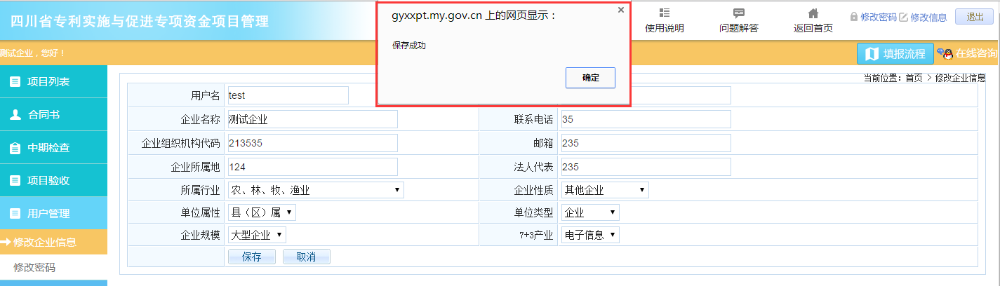 四川省专利实施与促进专项资金项目管理
gyxxpt.my.gov.cn 上的网页显示：
保存成功
确定
使用说明
问题解答
返回首页
修改密码
修改信息
退出
测试企业，您好！
填报流程
在线咨询
项目列表
合同书
中期检查
项目验收
用户管理
修改企业信息
修改密码
当前位置：首页 > 修改企业信息
用户名 test
企业名称 测试企业 联系电话 35
企业组织机构代码 213535 邮箱 235
企业所属地 124 法人代表 235
所属行业 农、林、牧、渔业 企业性质 其他企业
单位属性 县（区）属 单位类型 企业
企业规模 大型企业 7+3产业 电子信息
保存 取消